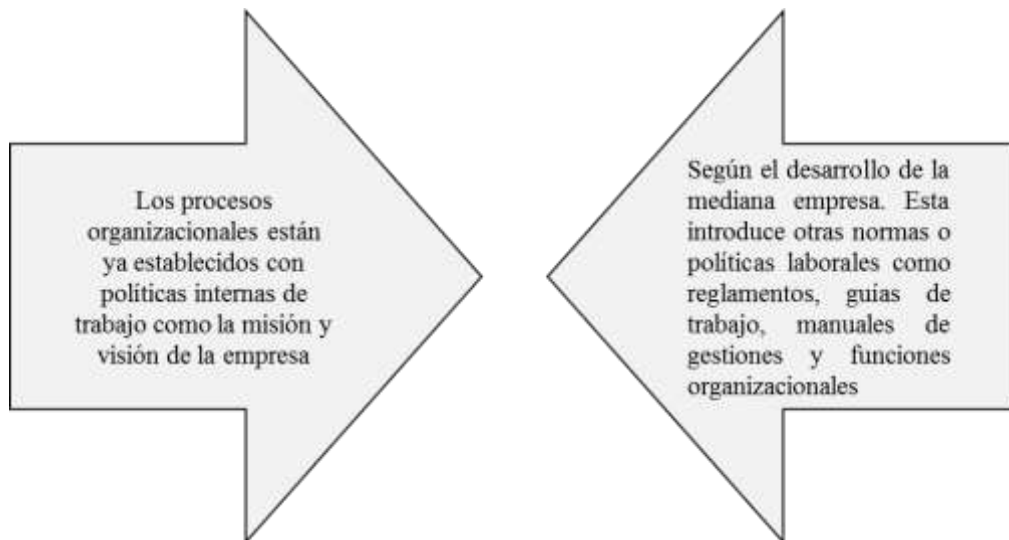 Los procesos
organizacionales están
ya establecidos con
políticas internas de
trabajo como la misión y
visión de la empresa
Según el desarrollo de la
mediana empresa. Esta
introduce otras normas o
políticas laborales como
reglamentos, guías de
trabajo, manuales de
gestiones y funciones
organizacionales